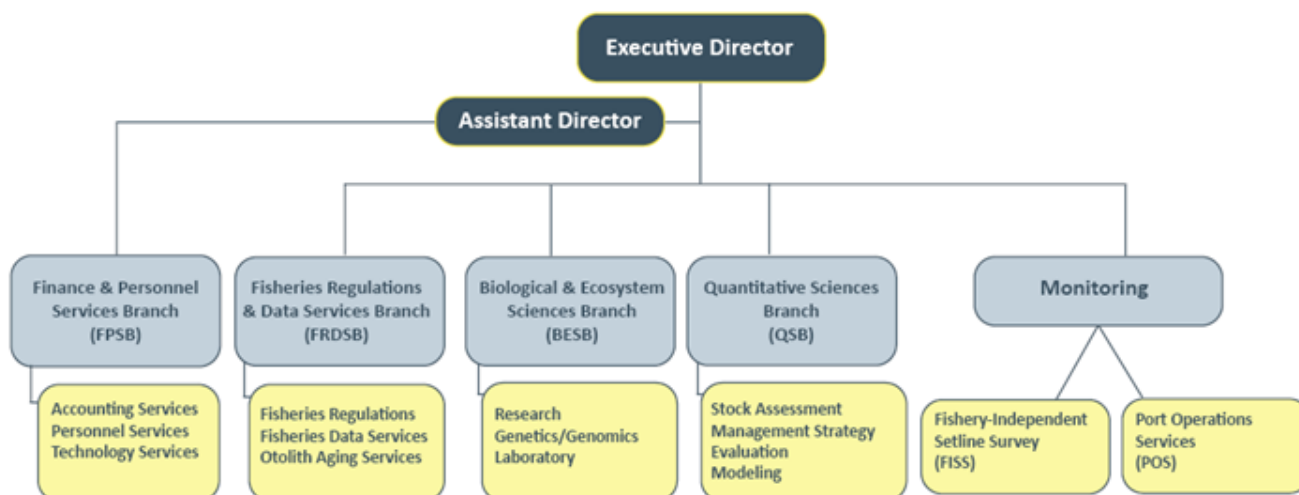 Executive Director
Assistant Director
Finance & Personnel
Services Branch
(FPSB)
Fisheries Regulations
& Data Services Branch
(FRDSB)
Biological & Ecosystem
Sciences Branch
(BESB)
Quantitative Sciences
Branch
(QSB)
Monitoring
Accounting Services
Personnel Services
Technology Services
Fisheries Regulations
Fisheries Data Services
Otolith Aging Services
Research
Genetics/Genomics
Laboratory
Stock Assessment
Management Strategy
Evaluation
Modeling
Fishery-Independent
Setline Survey
(FISS)
Port Operations
Services
(POS)